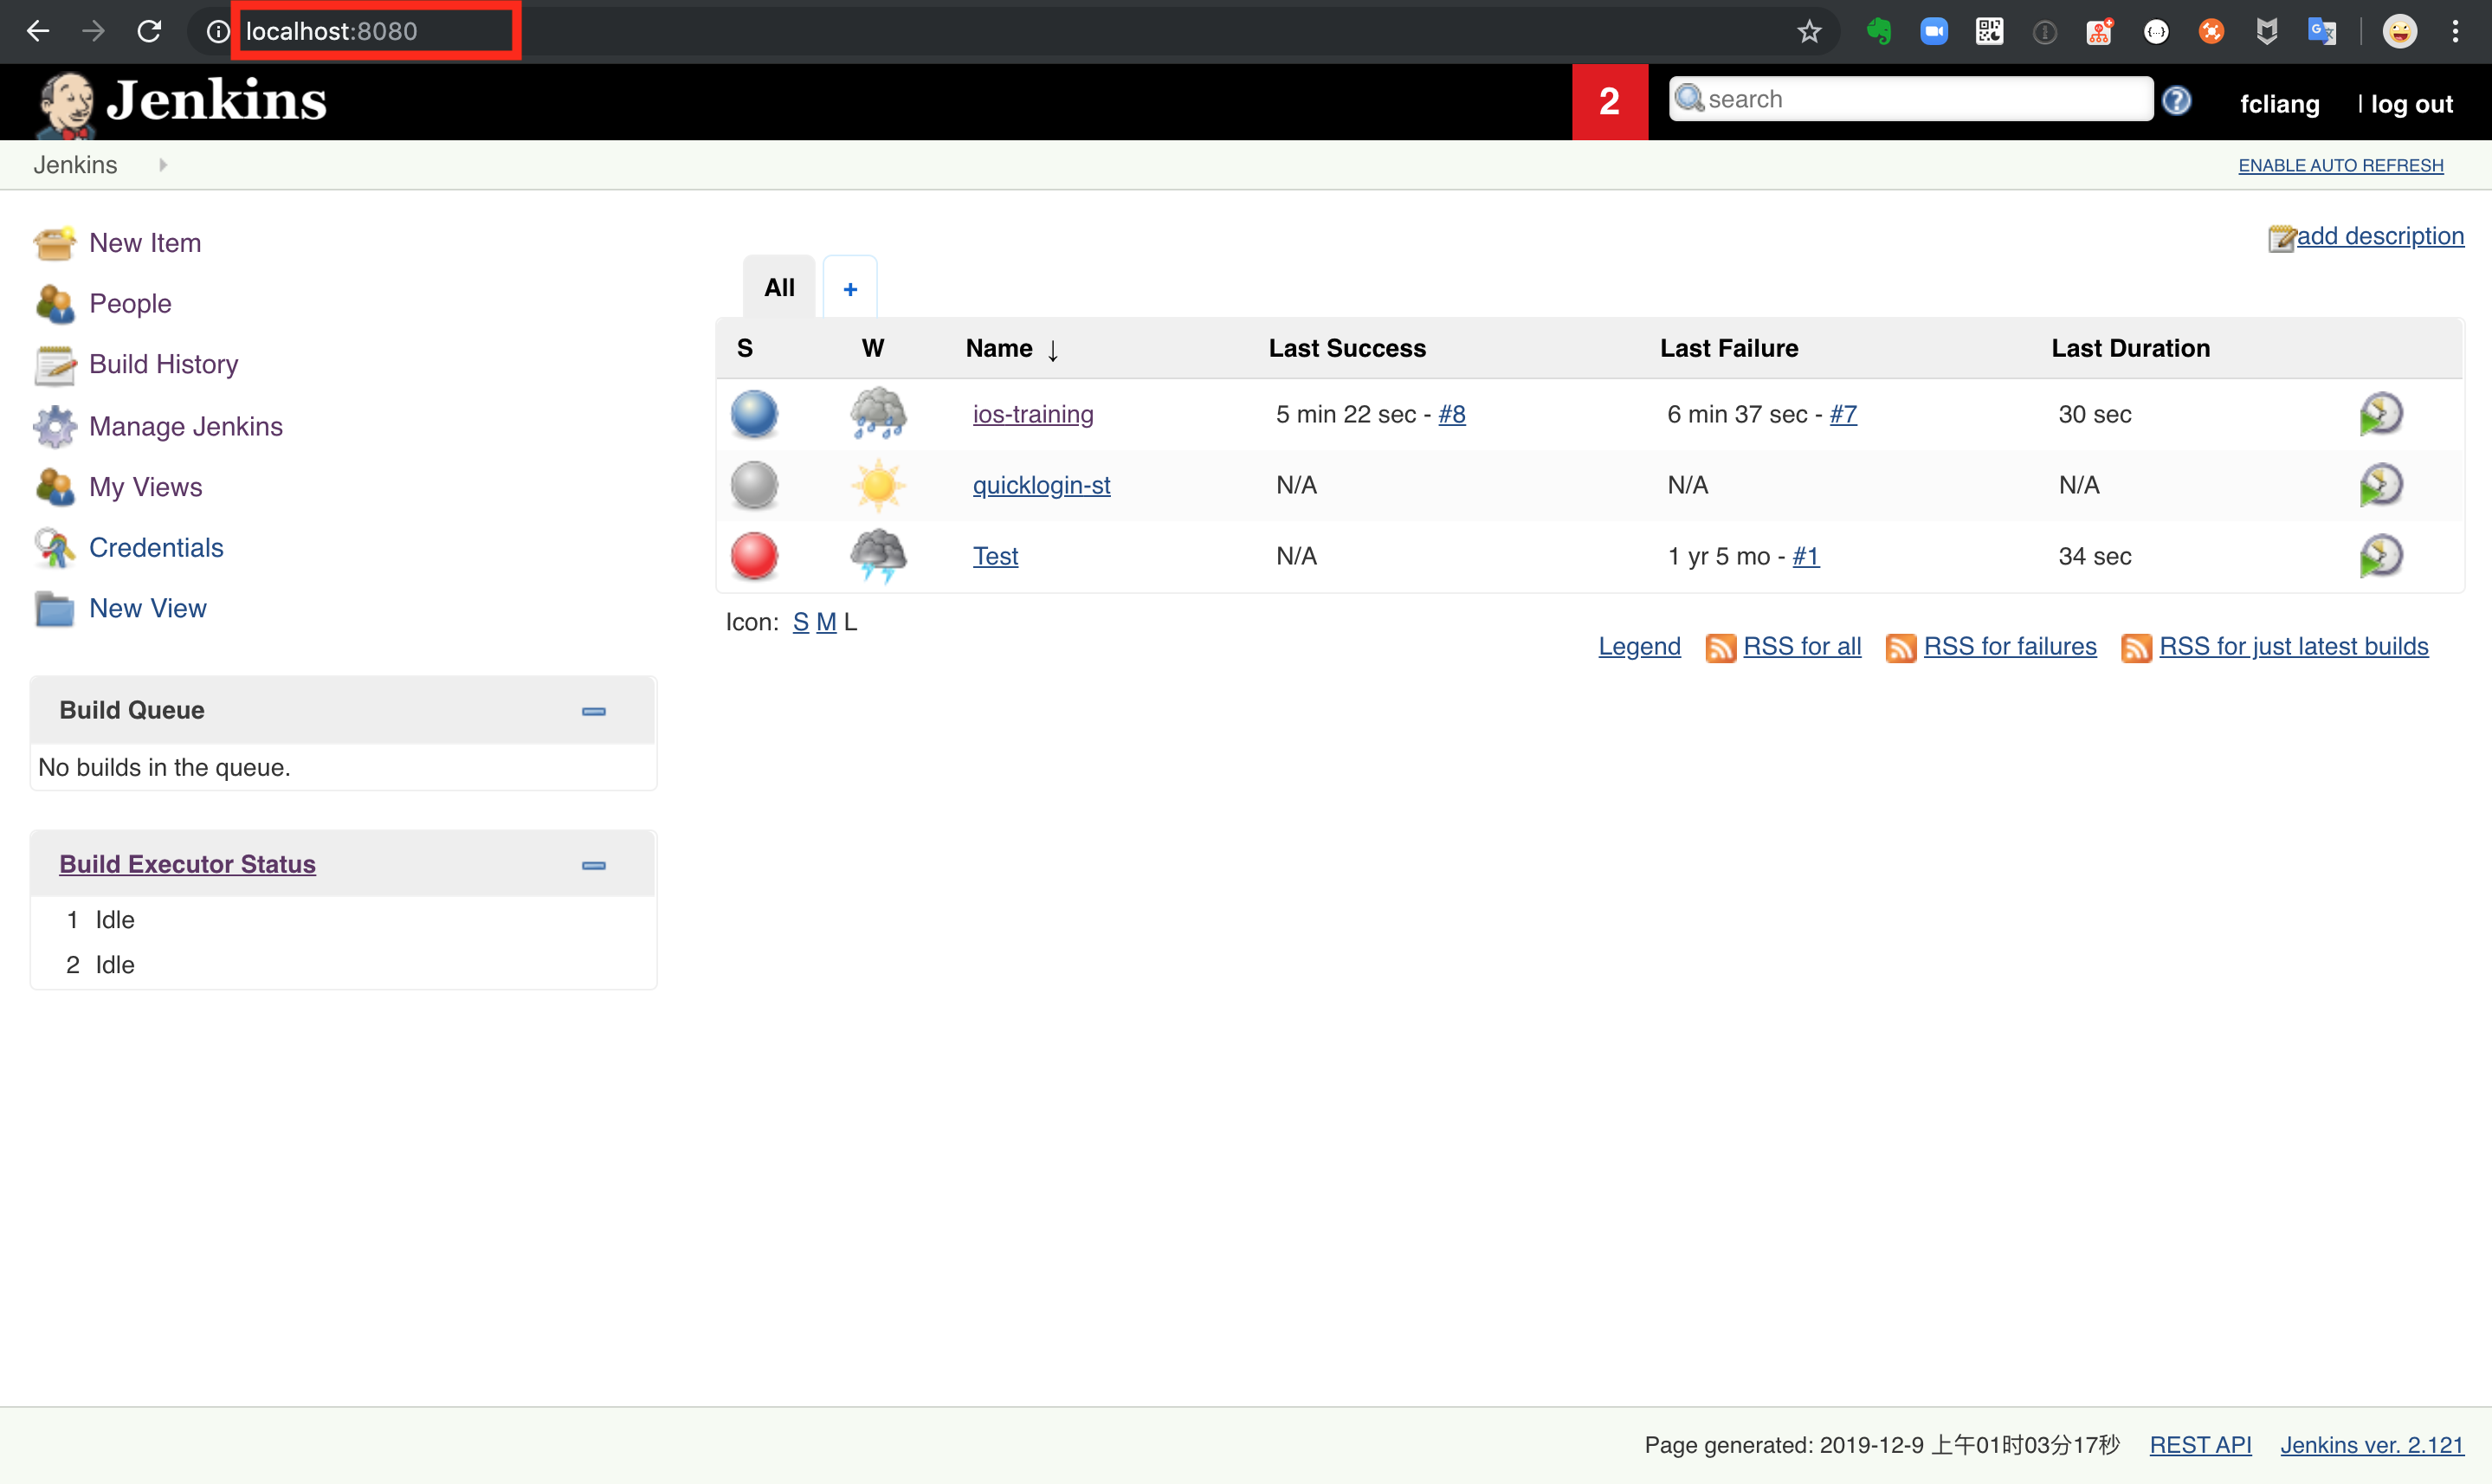 localhost:8080
Jenkins
2
search
fcliang | log out
Jenkins
ENABLE AUTO REFRESH
New Item
People
Build History
Manage Jenkins
My Views
Credentials
New View
Build Queue
No builds in the queue.
Build Executor Status
1 Idle
2 Idle
add description
All +
S W Name ↓ Last Success Last Failure Last Duration
ios-training 5 min 22 sec - #8 6 min 37 sec - #7 30 sec
quicklogin-st N/A N/A N/A
Test N/A 1 yr 5 mo - #1 34 sec
Icon: S M L
Legend RSS for all RSS for failures RSS for just latest builds
Page generated: 2019-12-9 上午01时03分17秒 REST API Jenkins ver. 2.121